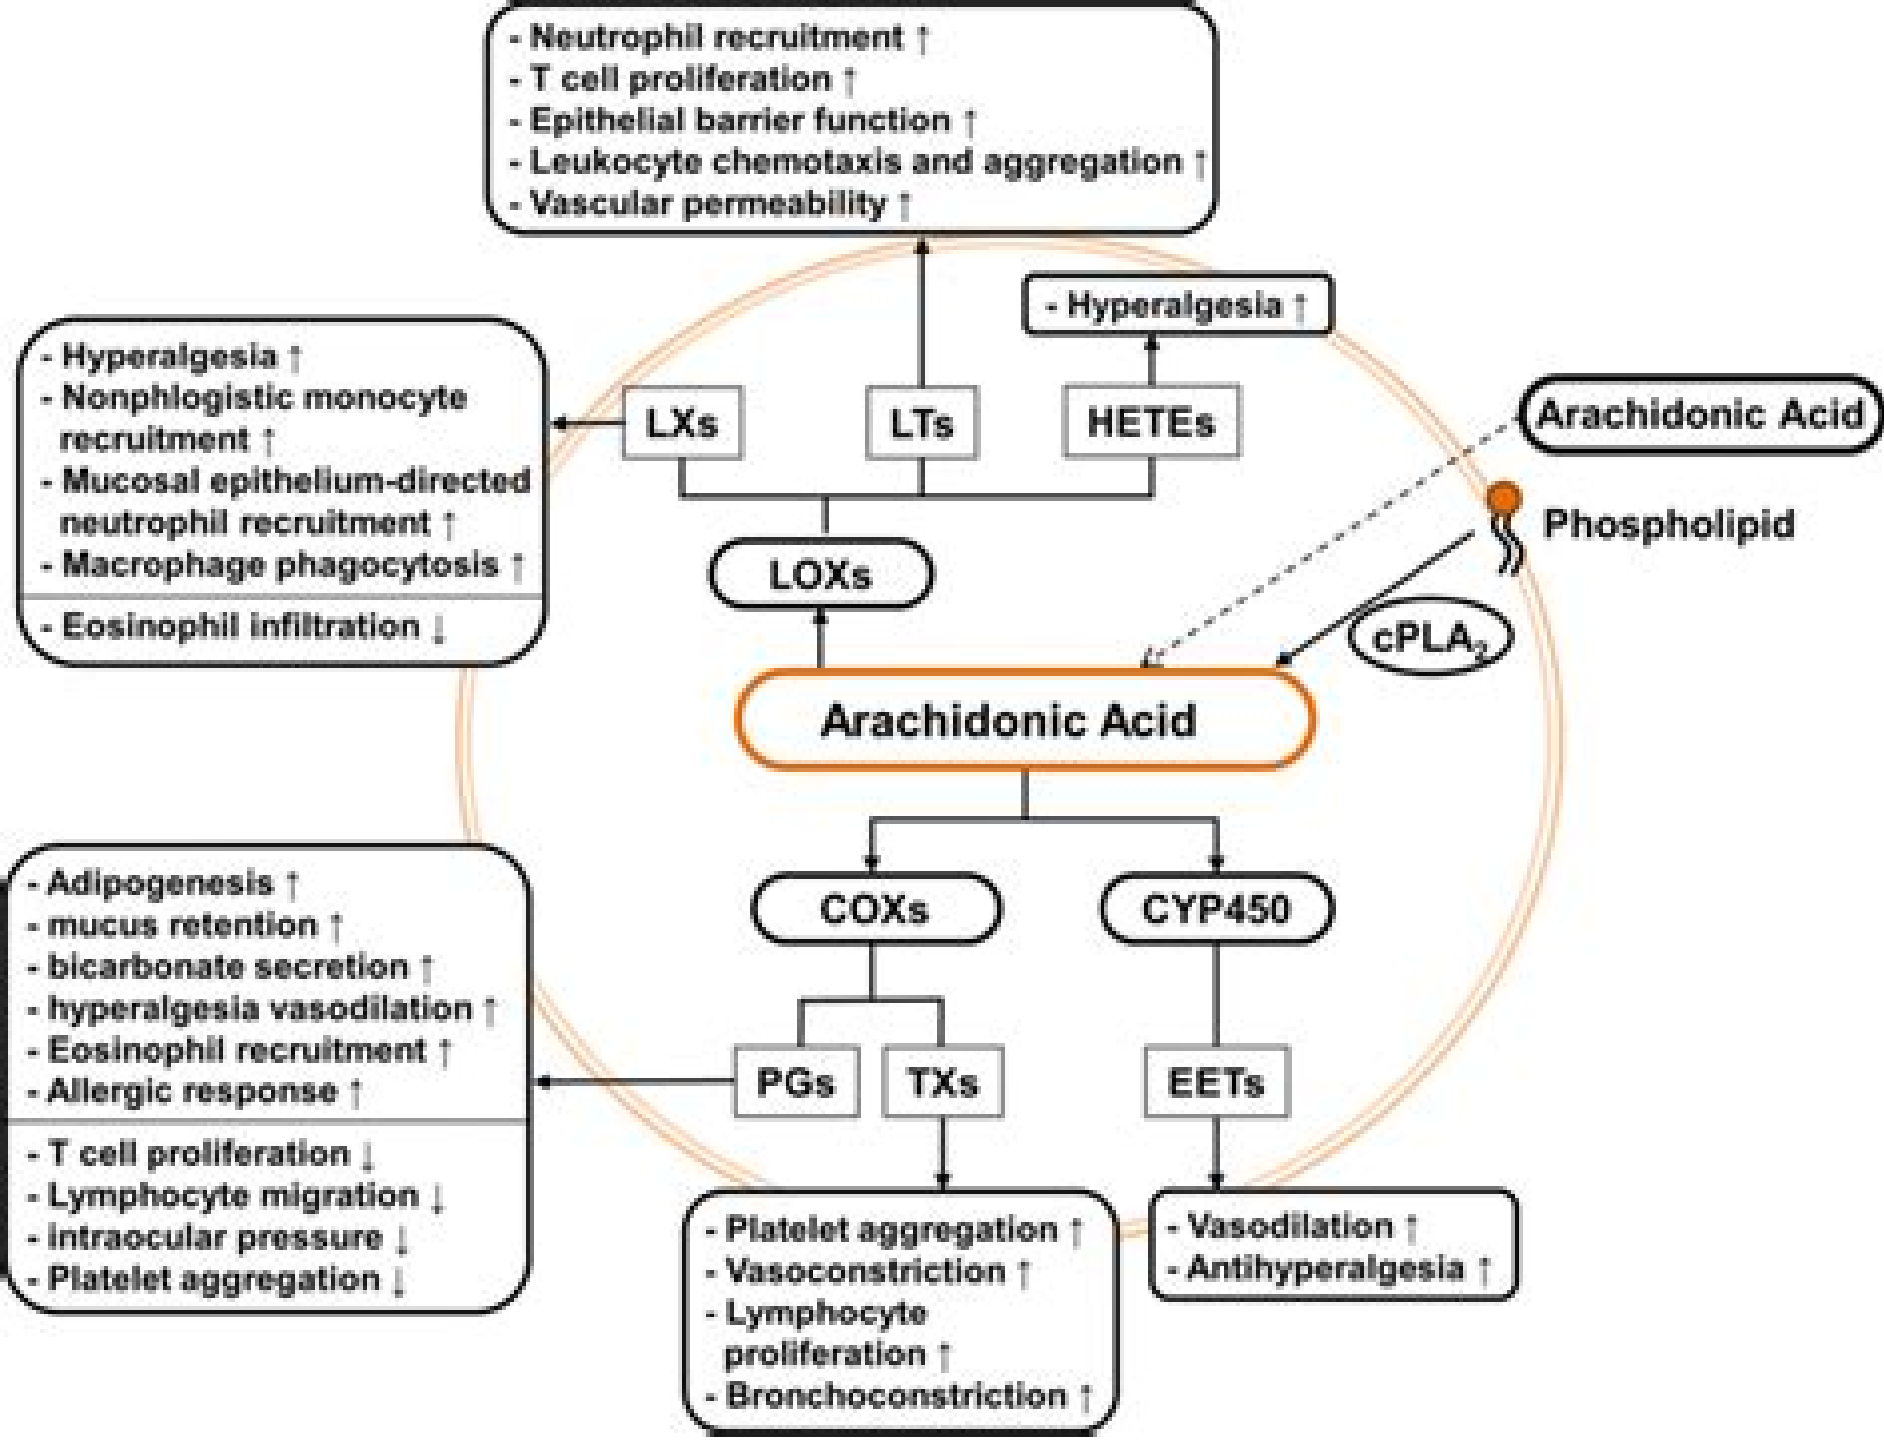 - Neutrophil recruitment ↑
- T cell proliferation ↑
- Epithelial barrier function ↑
- Leukocyte chemotaxis and aggregation ↑
- Vascular permeability ↑
- Hyperalgesia ↑
- Hyperalgesia ↑
- Nonphlogistic monocyte
recruitment ↑
- Mucosal epithelium-directed
neutrophil recruitment ↑
- Macrophage phagocytosis ↑
- Eosinophil infiltration ↓
LXs
LTs
HETEs
Arachidonic Acid
Phospholipid
LOXs
cPLA₂
Arachidonic Acid
COXs
CYP450
- Adipogenesis ↑
- mucus retention ↑
- bicarbonate secretion ↑
- hyperalgesia vasodilation ↑
- Eosinophil recruitment ↑
- Allergic response ↑
- T cell proliferation ↓
- Lymphocyte migration ↓
- intraocular pressure ↓
- Platelet aggregation ↓
PGs
TXs
EETs
- Platelet aggregation ↑
- Vasoconstriction ↑
- Lymphocyte
proliferation ↑
- Bronchoconstriction ↑
- Vasodilation ↑
- Antihyperalgesia ↑